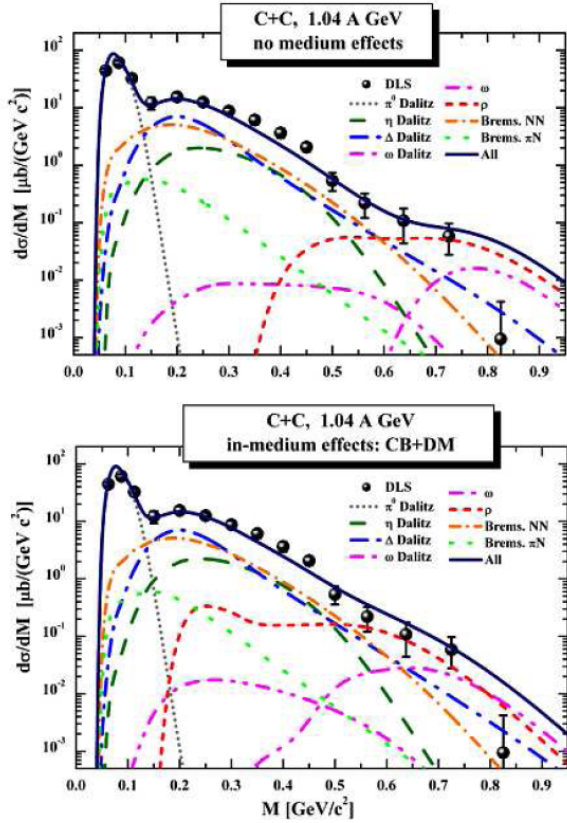 C+C, 1.04 A GeV
no medium effects
10²
10¹
10⁰
10⁻¹
10⁻²
10⁻³
dσ/dM [μb/(GeV c²)]
DLS
π⁰ Dalitz
η Dalitz
Δ Dalitz
ω Dalitz
ω
ρ
Brems. NN
Brems. πN
All
0.0 0.1 0.2 0.3 0.4 0.5 0.6 0.7 0.8 0.9
C+C, 1.04 A GeV
in-medium effects: CB+DM
10²
10¹
10⁰
10⁻¹
10⁻²
10⁻³
dσ/dM [μb/(GeV c²)]
DLS
π⁰ Dalitz
η Dalitz
Δ Dalitz
ω Dalitz
ω
ρ
Brems. NN
Brems. πN
All
0.0 0.1 0.2 0.3 0.4 0.5 0.6 0.7 0.8 0.9
M [GeV/c²]